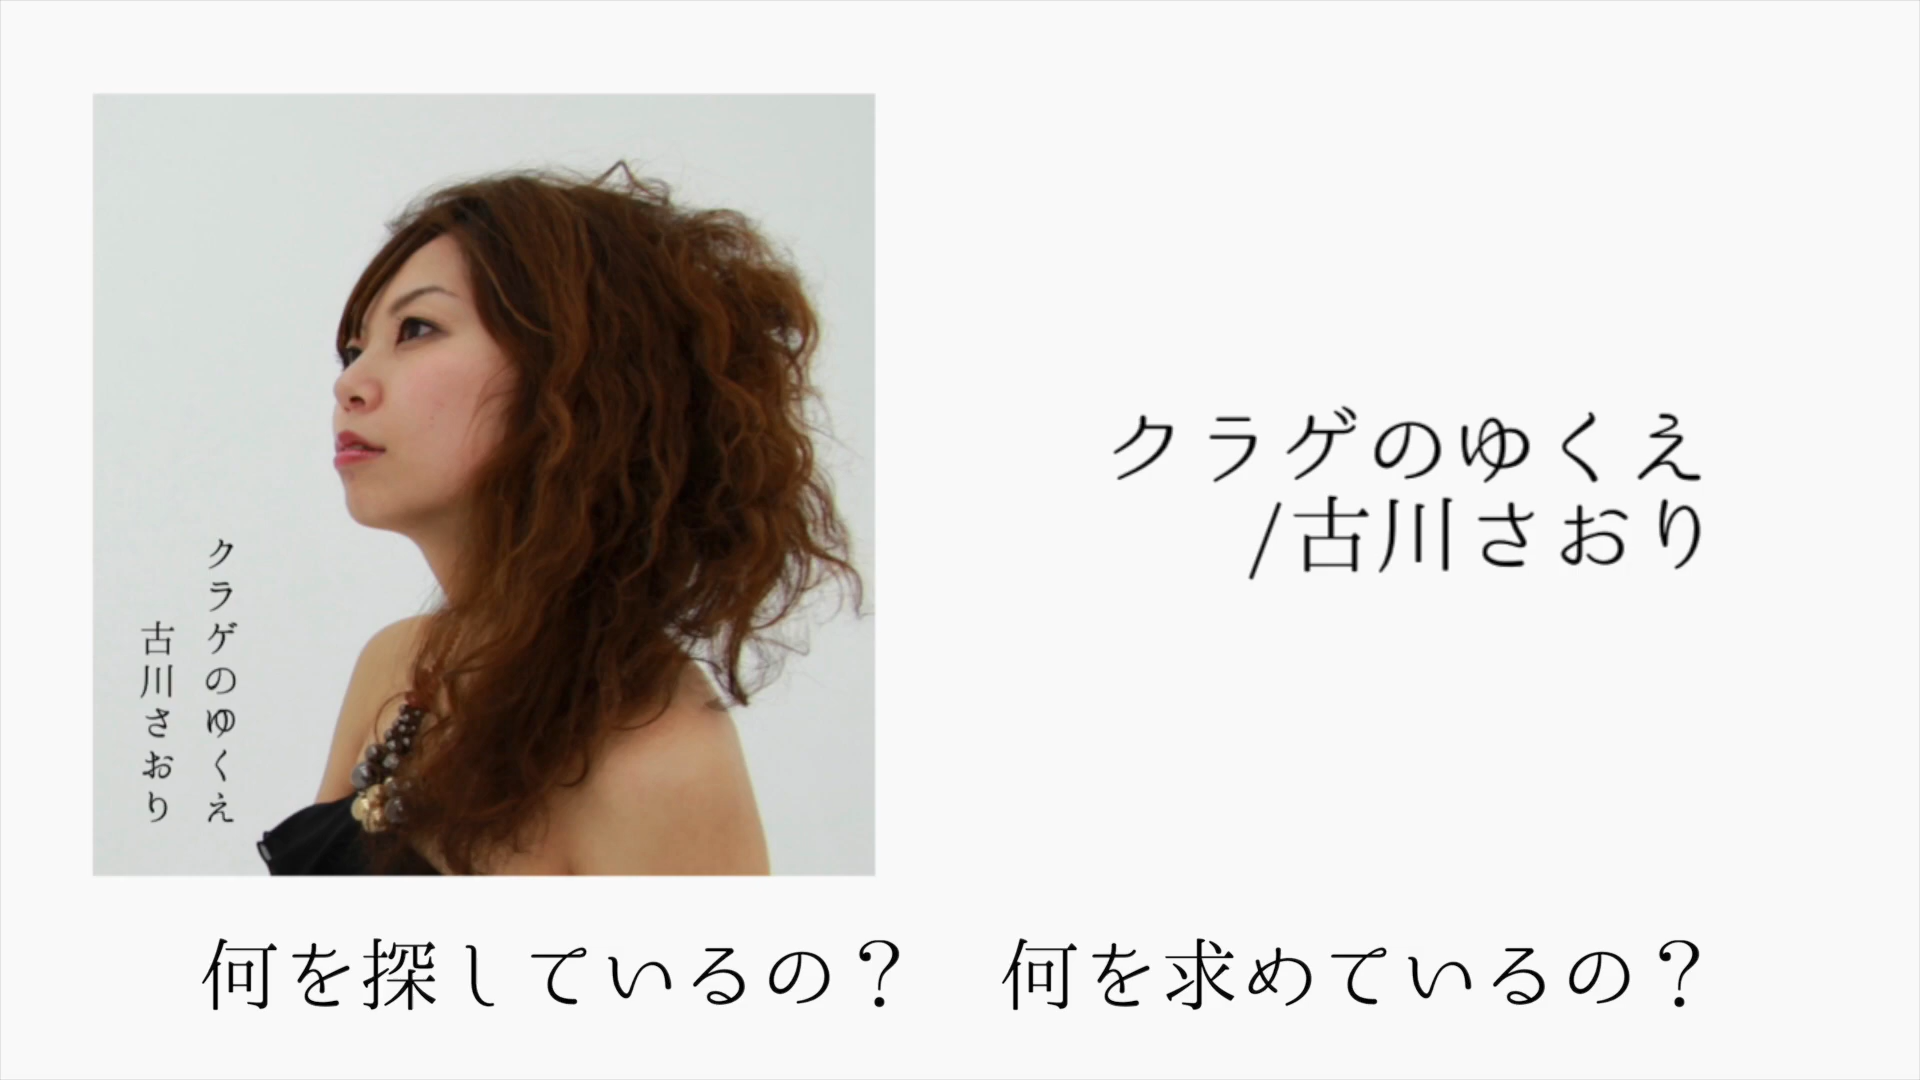 クラゲのゆくえ
古川さおり
クラゲのゆくえ
/古川さおり
何を探しているの？ 何を求めているの？